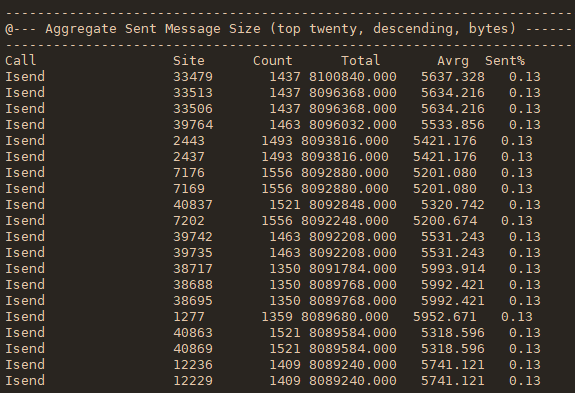 ---------------------------------------------------------------------------
@--- Aggregate Sent Message Size (top twenty, descending, bytes) ------
---------------------------------------------------------------------------
Call Site Count Total Avrg Sent%
Isend 33479 1437 8100840.000 5637.328 0.13
Isend 33513 1437 8096368.000 5634.216 0.13
Isend 33506 1437 8096368.000 5634.216 0.13
Isend 39764 1463 8096032.000 5533.856 0.13
Isend 2443 1493 8093816.000 5421.176 0.13
Isend 2437 1493 8093816.000 5421.176 0.13
Isend 7176 1556 8092880.000 5201.080 0.13
Isend 7169 1556 8092880.000 5201.080 0.13
Isend 40837 1521 8092848.000 5320.742 0.13
Isend 7202 1556 8092248.000 5200.674 0.13
Isend 39742 1463 8092208.000 5531.243 0.13
Isend 39735 1463 8092208.000 5531.243 0.13
Isend 38717 1350 8091784.000 5993.914 0.13
Isend 38688 1350 8089768.000 5992.421 0.13
Isend 38695 1350 8089768.000 5992.421 0.13
Isend 1277 1359 8089680.000 5952.671 0.13
Isend 40863 1521 8089584.000 5318.596 0.13
Isend 40869 1521 8089584.000 5318.596 0.13
Isend 12236 1409 8089240.000 5741.121 0.13
Isend 12229 1409 8089240.000 5741.121 0.13